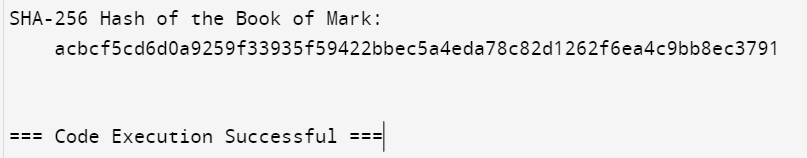 SHA-256 Hash of the Book of Mark:
acbcf5cd6d0a9259f33935f59422bbec5a4eda78c82d1262f6ea4c9bb8ec3791
=== Code Execution Successful ===